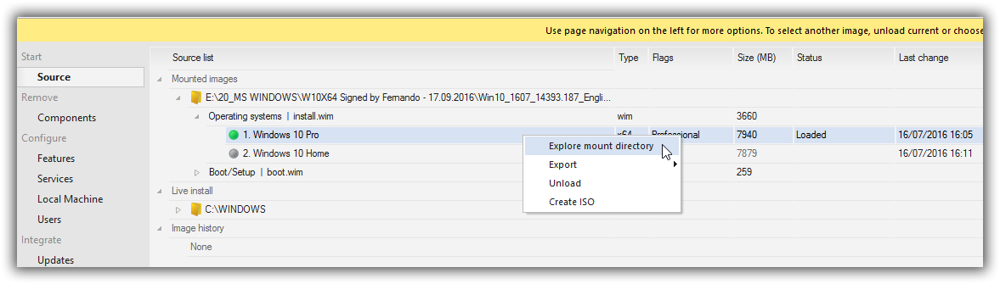 Use page navigation on the left for more options. To select another image, unload current or choose
Start
Source
Remove
Components
Configure
Features
Services
Local Machine
Users
Integrate
Updates
Source list Type Flags Size (MB) Status Last change
Mounted images
E:\20_MS WINDOWS\W10X64 Signed by Fernando - 17.09.2016\Win10_1607_14393.187_Engli...
Operating systems | install.wim wim 3660
1. Windows 10 Pro x64 Professional 7940 Loaded 16/07/2016 16:05
2. Windows 10 Home 7879 16/07/2016 16:11
Boot/Setup | boot.wim 259
Live install
C:\WINDOWS
Image history
None
Explore mount directory
Export
Unload
Create ISO